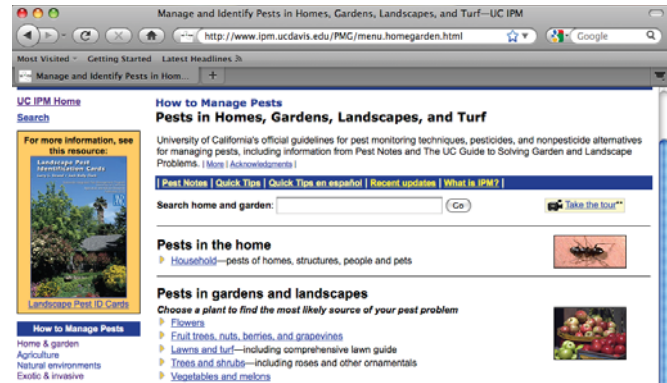 Manage and Identify Pests in Homes, Gardens, Landscapes, and Turf—UC IPM
http://www.ipm.ucdavis.edu/PMG/menu.homegarden.html
Google
Most Visited Getting Started Latest Headlines
Manage and Identify Pests in Hom...
UC IPM Home
Search
For more information, see
this resource:
Landscape Pest
Identification Cards
Landscape Pest ID Cards
How to Manage Pests
Home & garden
Agriculture
Natural environments
Exotic & invasive
How to Manage Pests
Pests in Homes, Gardens, Landscapes, and Turf
University of California's official guidelines for pest monitoring techniques, pesticides, and nonpesticide alternatives
for managing pests, including information from Pest Notes and The UC Guide to Solving Garden and Landscape
Problems. | More | Acknowledgments |
| Pest Notes | Quick Tips | Quick Tips en español | Recent updates | What is IPM? |
Search home and garden: Go Take the tour
Pests in the home
Household—pests of homes, structures, people and pets
Pests in gardens and landscapes
Choose a plant to find the most likely source of your pest problem
Flowers
Fruit trees, nuts, berries, and grapevines
Lawns and turf—including comprehensive lawn guide
Trees and shrubs—including roses and other ornamentals
Vegetables and melons